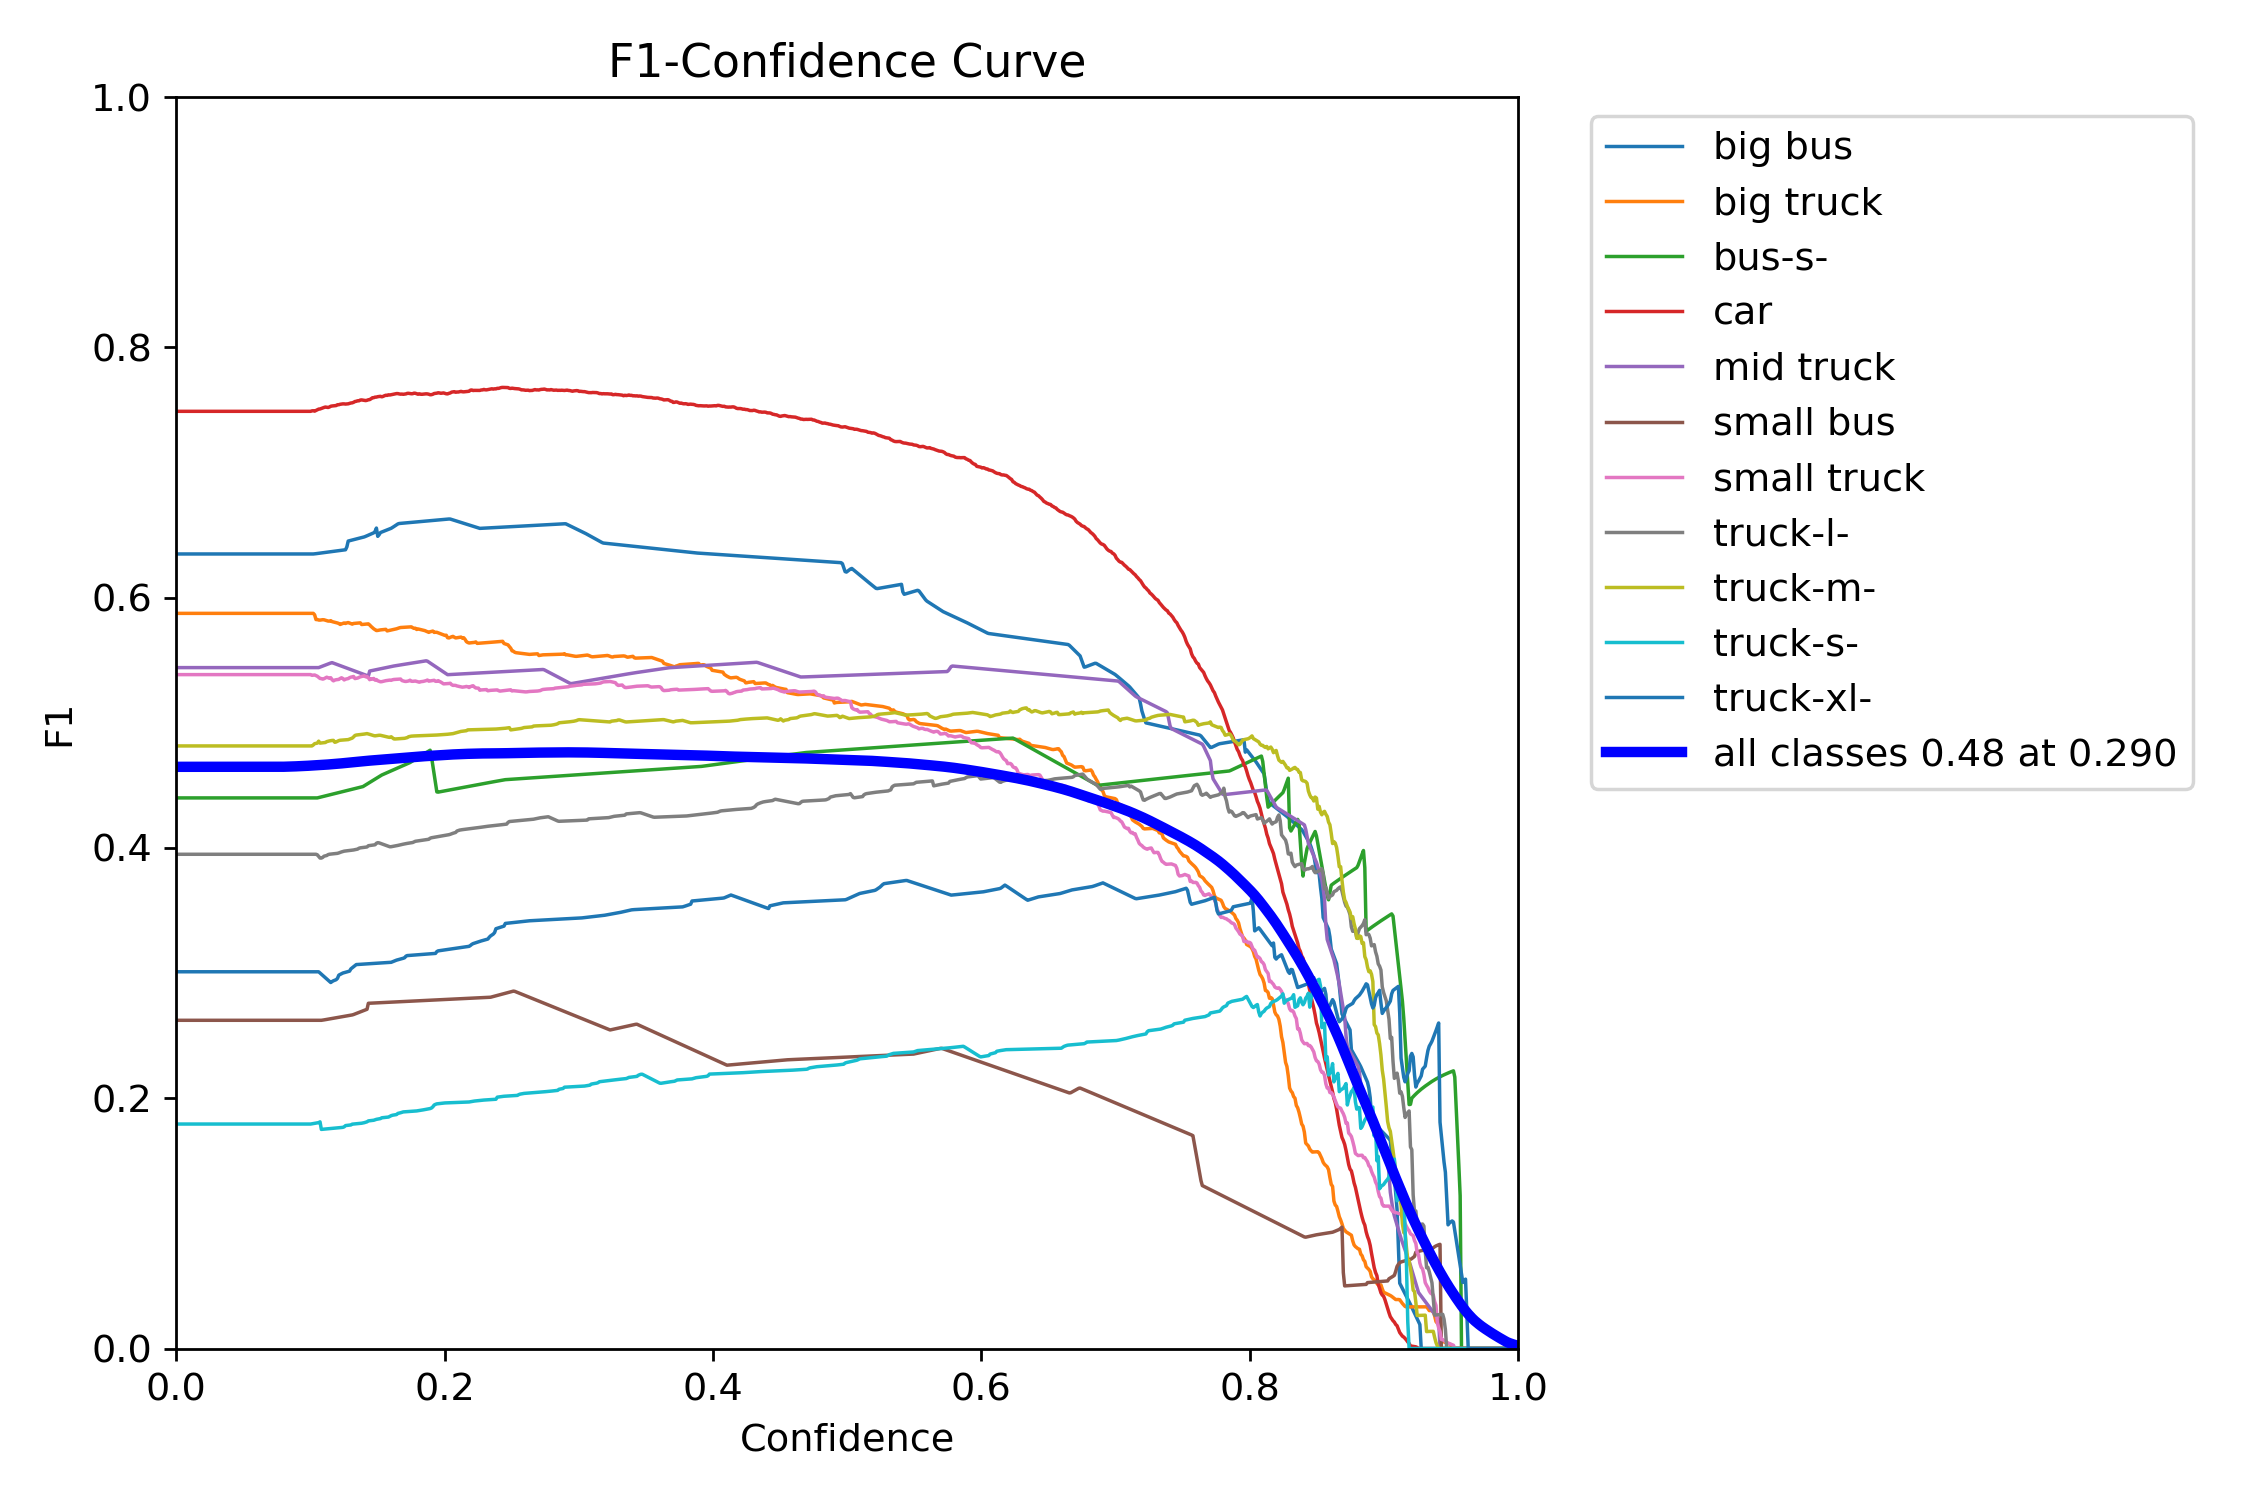 F1-Confidence Curve
1.0
0.8
0.6
0.4
0.2
0.0
F1
0.0 0.2 0.4 0.6 0.8 1.0
Confidence
big bus
big truck
bus-s-
car
mid truck
small bus
small truck
truck-l-
truck-m-
truck-s-
truck-xl-
all classes 0.48 at 0.290